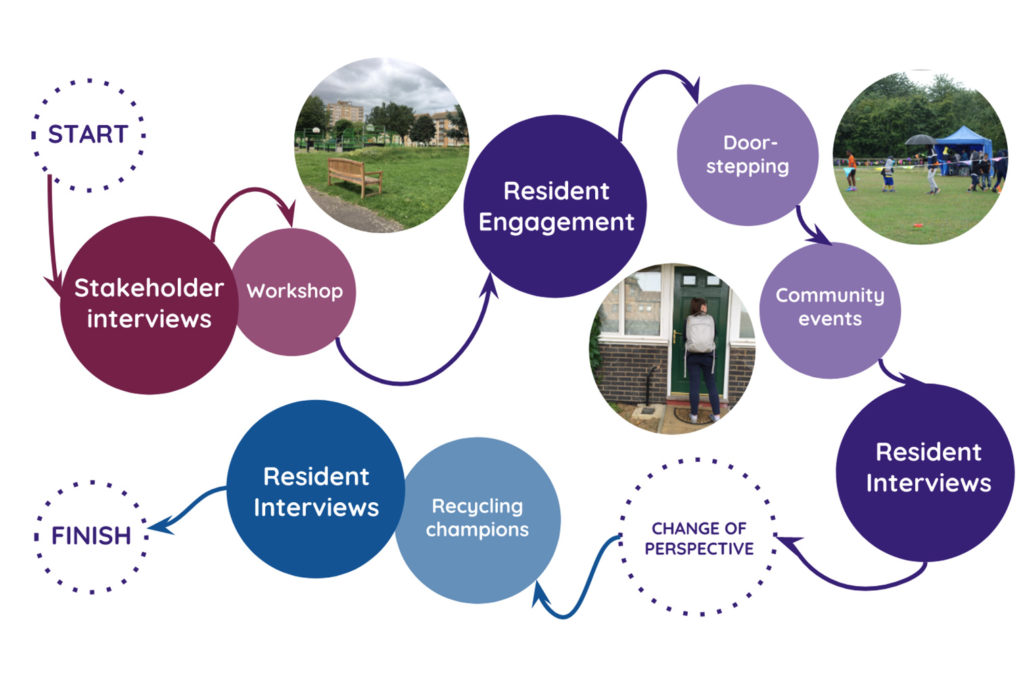 START
Stakeholder
interviews
Workshop
Resident
Engagement
Door-
stepping
Community
events
Resident
Interviews
CHANGE OF
PERSPECTIVE
Recycling
champions
Resident
Interviews
FINISH